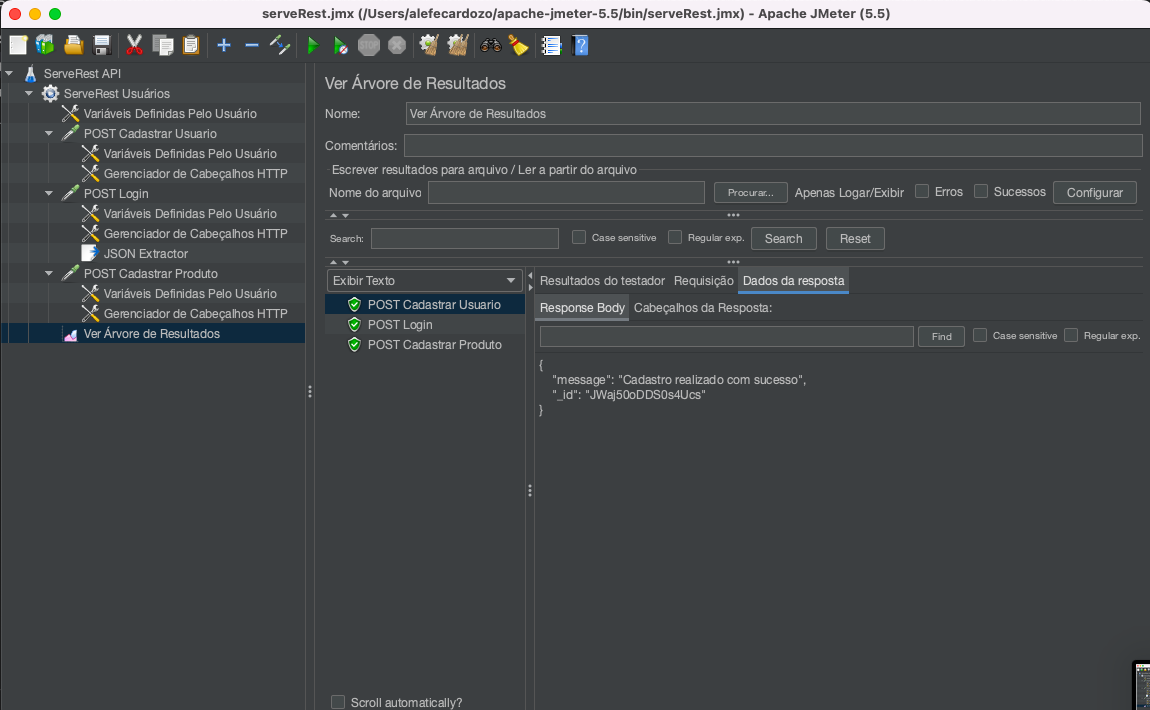 serveRest.jmx (/Users/alefecardozo/apache-jmeter-5.5/bin/serveRest.jmx) - Apache JMeter (5.5)
STOP
?
ServeRest API
ServeRest Usuários
Variáveis Definidas Pelo Usuário
POST Cadastrar Usuario
Variáveis Definidas Pelo Usuário
Gerenciador de Cabeçalhos HTTP
POST Login
Variáveis Definidas Pelo Usuário
Gerenciador de Cabeçalhos HTTP
JSON Extractor
POST Cadastrar Produto
Variáveis Definidas Pelo Usuário
Gerenciador de Cabeçalhos HTTP
Ver Árvore de Resultados
Ver Árvore de Resultados
Nome: Ver Árvore de Resultados
Comentários:
Escrever resultados para arquivo / Ler a partir do arquivo
Nome do arquivo Procurar... Apenas Logar/Exibir Erros Sucessos Configurar
Search: Case sensitive Regular exp. Search Reset
Exibir Texto
POST Cadastrar Usuario
POST Login
POST Cadastrar Produto
Scroll automatically?
Resultados do testador Requisição Dados da resposta
Response Body Cabeçalhos da Resposta:
Find Case sensitive Regular exp.
{
"message": "Cadastro realizado com sucesso",
"_id": "JWaj50oDDS0s4Ucs"
}